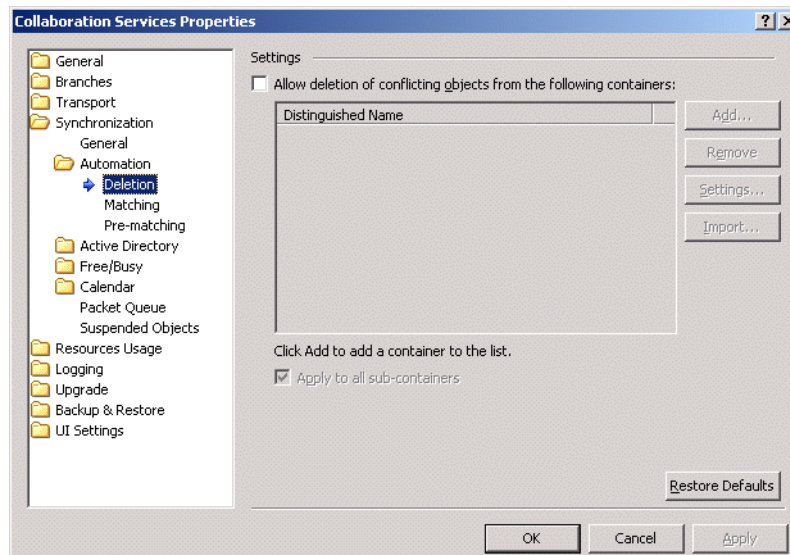 Collaboration Services Properties
General
Branches
Transport
Synchronization
General
Automation
Deletion
Matching
Pre-matching
Active Directory
Free/Busy
Calendar
Packet Queue
Suspended Objects
Resources Usage
Logging
Upgrade
Backup & Restore
UI Settings
Settings
Allow deletion of conflicting objects from the following containers:
Distinguished Name
Add...
Remove
Settings...
Import...
Click Add to add a container to the list.
Apply to all sub-containers
Restore Defaults
OK Cancel Apply